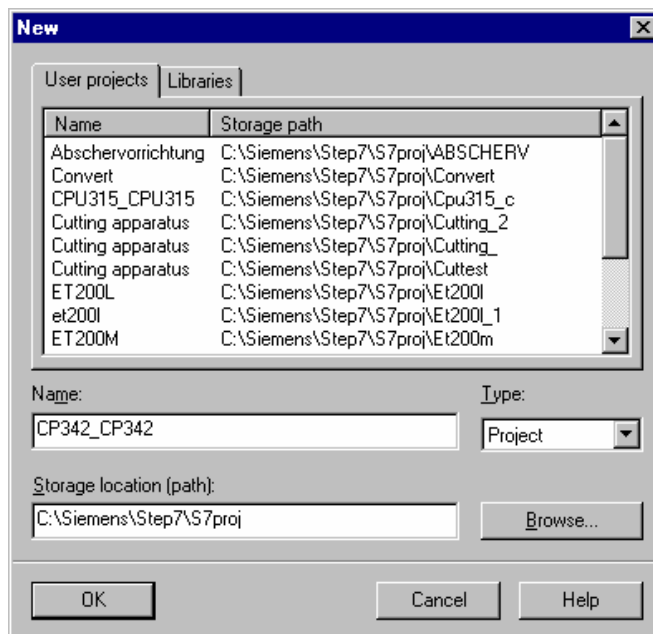 New
User projects Libraries
Name Storage path
Abschervorrichtung C:\Siemens\Step7\S7proj\ABSCHERV
Convert C:\Siemens\Step7\S7proj\Convert
CPU315_CPU315 C:\Siemens\Step7\S7proj\Cpu315_c
Cutting apparatus C:\Siemens\Step7\S7proj\Cutting_2
Cutting apparatus C:\Siemens\Step7\S7proj\Cutting_
Cutting apparatus C:\Siemens\Step7\S7proj\Cuttest
ET200L C:\Siemens\Step7\S7proj\Et200l
et200l C:\Siemens\Step7\S7proj\Et200l_1
ET200M C:\Siemens\Step7\S7proj\Et200m
Name: Type:
CP342_CP342 Project
Storage location (path):
C:\Siemens\Step7\S7proj Browse...
OK Cancel Help